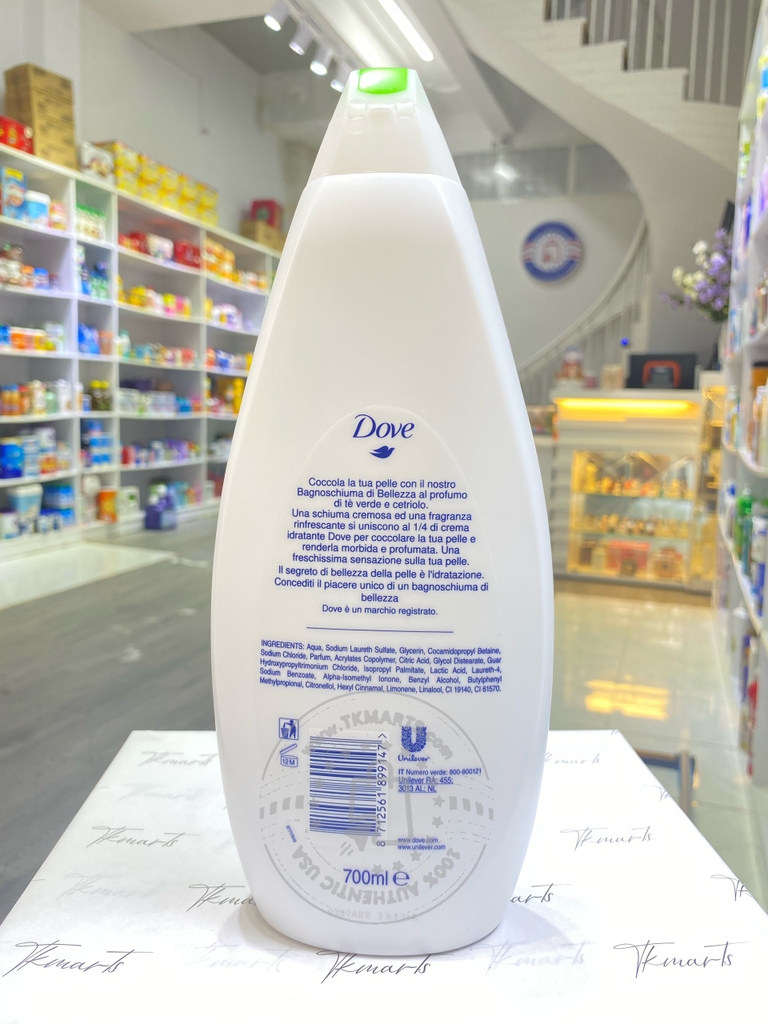 Dove
Coccola la tua pelle con il nostro
Bagnoschiuma di Bellezza al profumo
di tè verde e cetriolo.
Una schiuma cremosa ed una fragranza
rinfrescante si uniscono al 1/4 di crema
idratante Dove per coccolare la tua pelle e
renderla morbida e profumata. Una
freschissima sensazione sulla tua pelle.
Il segreto di bellezza della pelle è l'idratazione.
Concediti il piacere unico di un bagnoschiuma di
bellezza
Dove è un marchio registrato.
INGREDIENTS: Aqua, Sodium Laureth Sulfate, Glycerin, Cocamidopropyl Betaine,
Sodium Chloride, Parfum, Acrylates Copolymer, Citric Acid, Glycol Distearate, Guar
Hydroxypropyltrimonium Chloride, Isopropyl Palmitate, Lactic Acid, Laureth-4,
Sodium Benzoate, Alpha-Isomethyl Ionone, Benzyl Alcohol, Butylphenyl
Methylpropional, Citronellol, Hexyl Cinnamal, Limonene, Linalool, CI 19140, CI 61570.
www.TKMARTS.com
12M
8 712561 899147 >
Unilever
IT Numero verde: 800-800121
Unilever RA: 455;
3013 AL: NL
www.dove.com
www.unilever.com
700ml e
100% AUTHENTIC USA
Tkmarts
Tkmarts
Tkmarts
Tkmarts
Tkmarts
Tkmarts